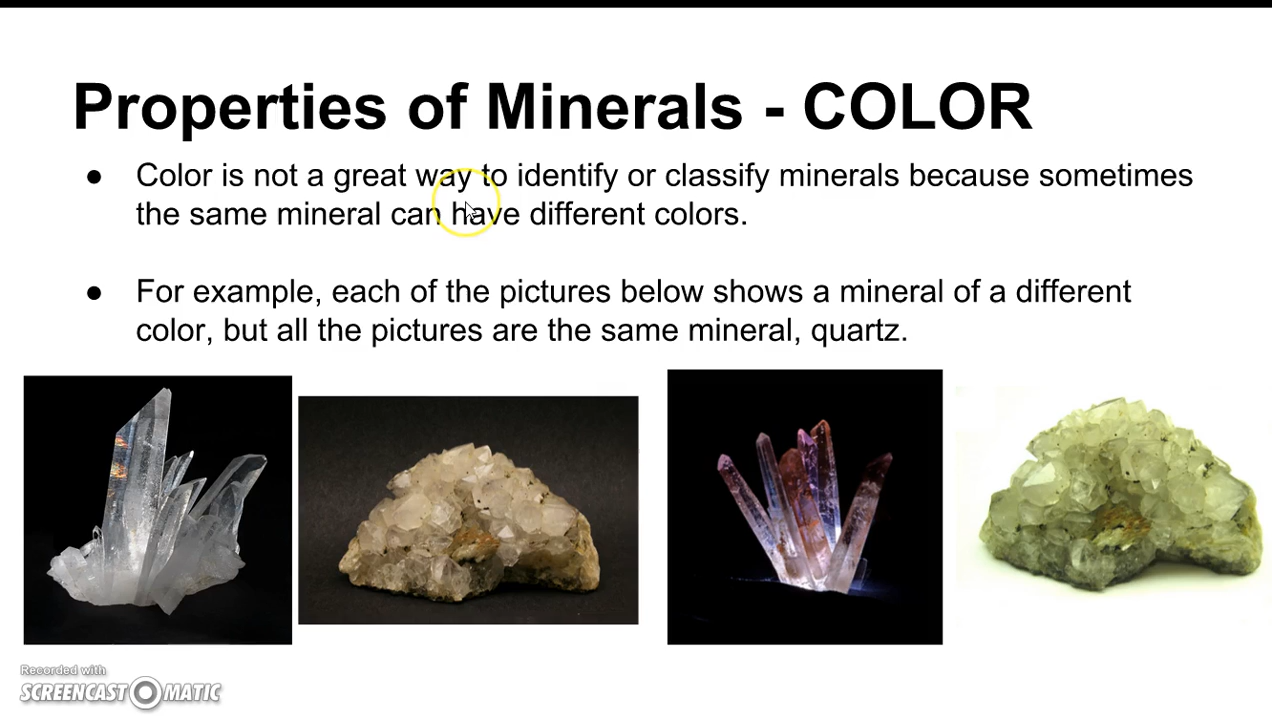 Properties of Minerals - COLOR
● Color is not a great way to identify or classify minerals because sometimes
the same mineral can have different colors.
● For example, each of the pictures below shows a mineral of a different
color, but all the pictures are the same mineral, quartz.
Recorded with
SCREENCAST O MATIC